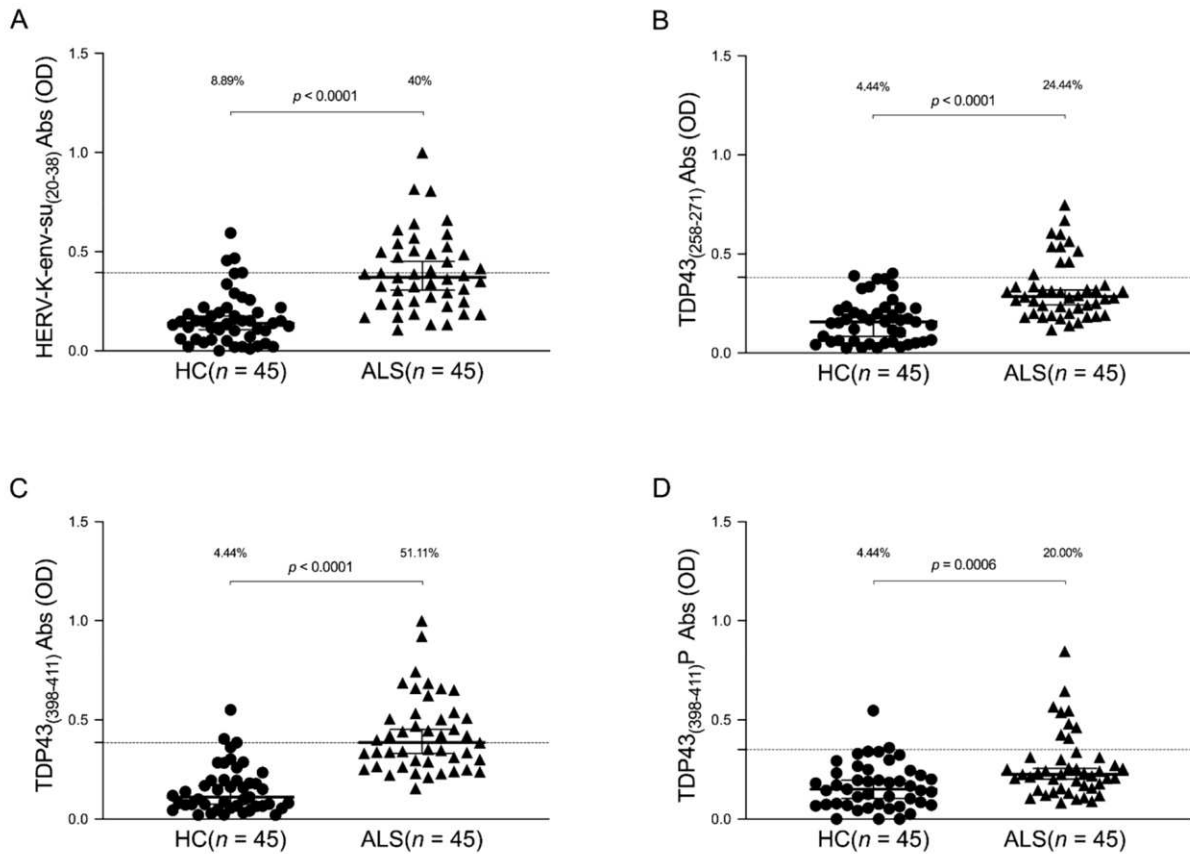 A
HERV-K-env-su(20-38) Abs (OD)
1.5
1.0
0.5
0.0
8.89%
40%
p < 0.0001
HC(n = 45)
ALS(n = 45)
B
TDP43(258-271) Abs (OD)
1.5
1.0
0.5
0.0
4.44%
24.44%
p < 0.0001
HC(n = 45)
ALS(n = 45)
C
TDP43(398-411) Abs (OD)
1.5
1.0
0.5
0.0
4.44%
51.11%
p < 0.0001
HC(n = 45)
ALS(n = 45)
D
TDP43(398-411)P Abs (OD)
1.5
1.0
0.5
0.0
4.44%
20.00%
p = 0.0006
HC(n = 45)
ALS(n = 45)